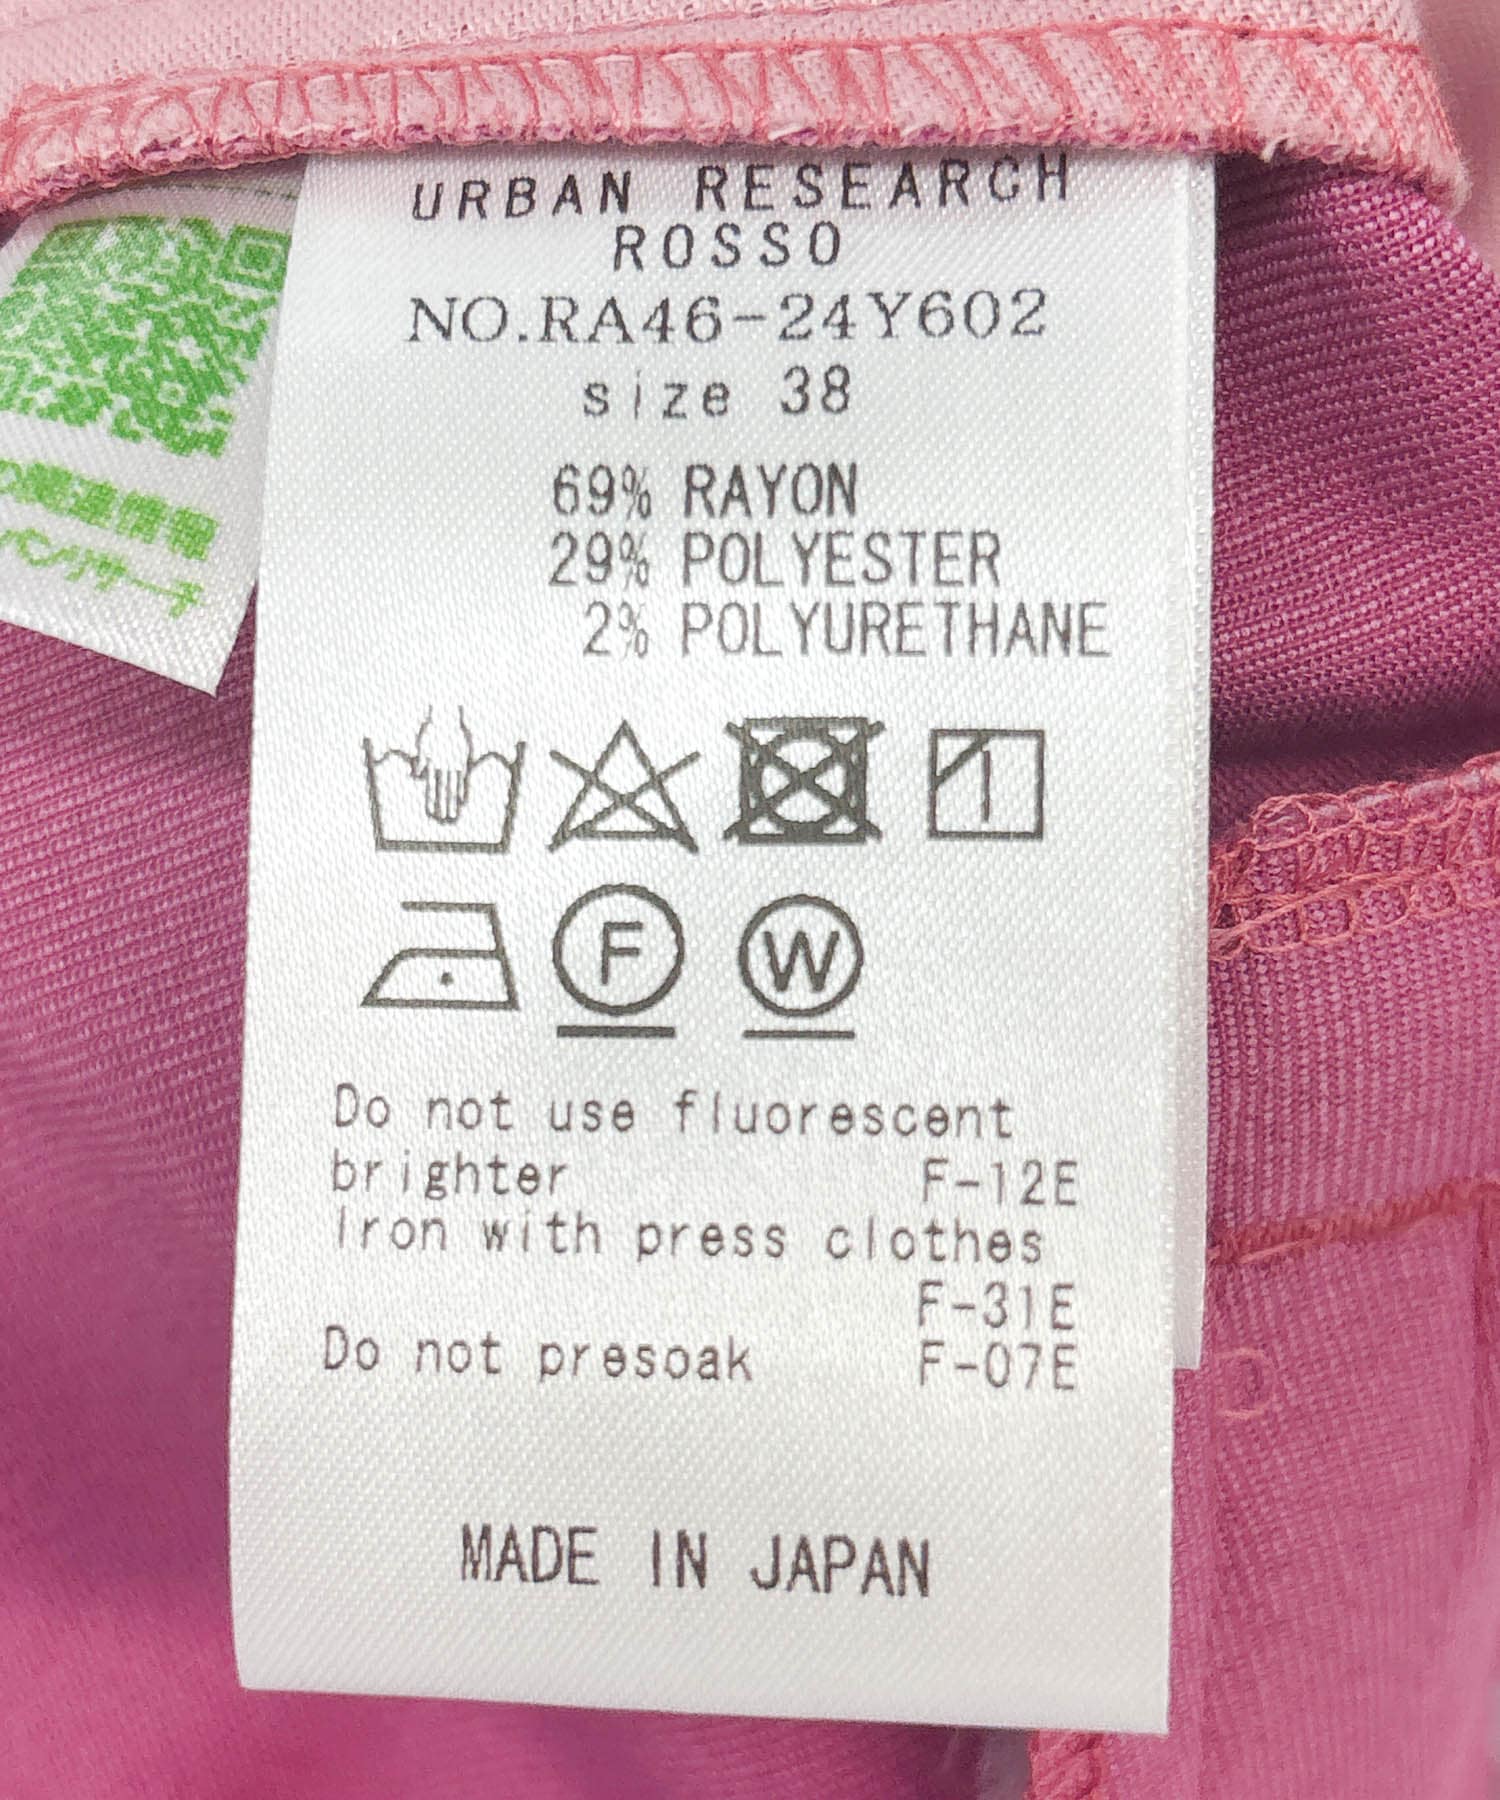 URBAN RESEARCH
ROSSO
NO.RA46-24Y602
size 38
69% RAYON
29% POLYESTER
2% POLYURETHANE
F
W
Do not use fluorescent
brighter F-12E
Iron with press clothes
F-31E
Do not presoak F-07E
MADE IN JAPAN